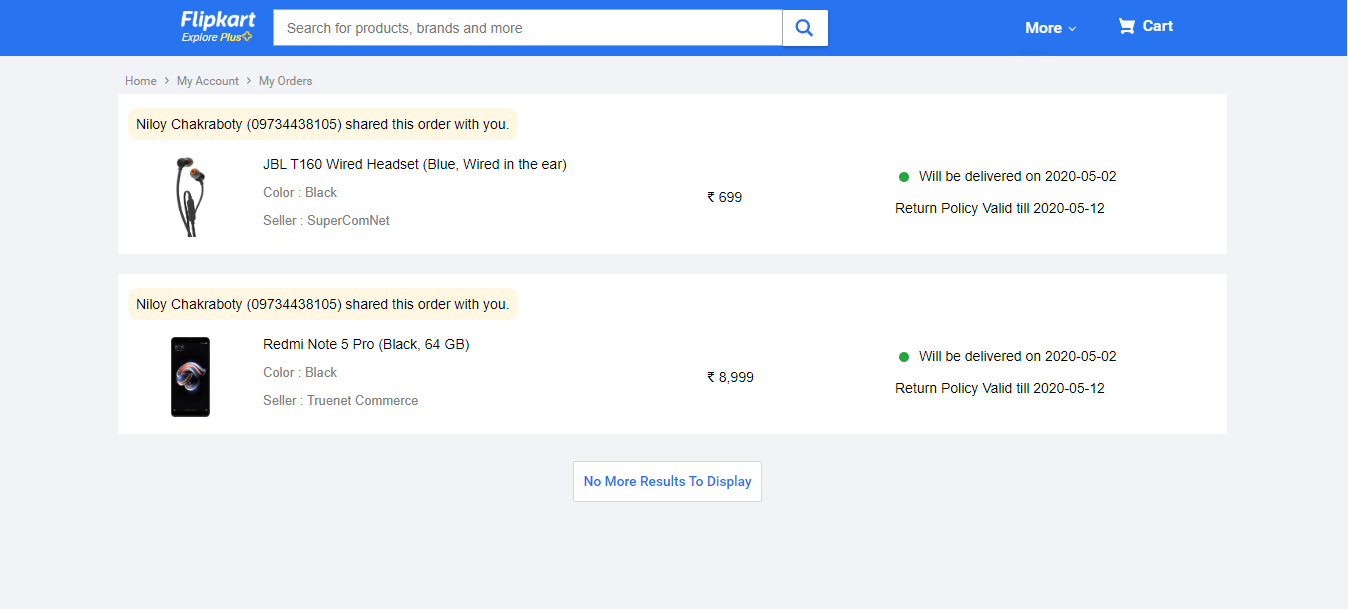 Flipkart
Explore Plus
Search for products, brands and more
More
Cart
Home > My Account > My Orders
Niloy Chakraboty (09734438105) shared this order with you.
JBL T160 Wired Headset (Blue, Wired in the ear)
Color : Black
Seller : SuperComNet
₹ 699
Will be delivered on 2020-05-02
Return Policy Valid till 2020-05-12
Niloy Chakraboty (09734438105) shared this order with you.
Redmi Note 5 Pro (Black, 64 GB)
Color : Black
Seller : Truenet Commerce
₹ 8,999
Will be delivered on 2020-05-02
Return Policy Valid till 2020-05-12
No More Results To Display